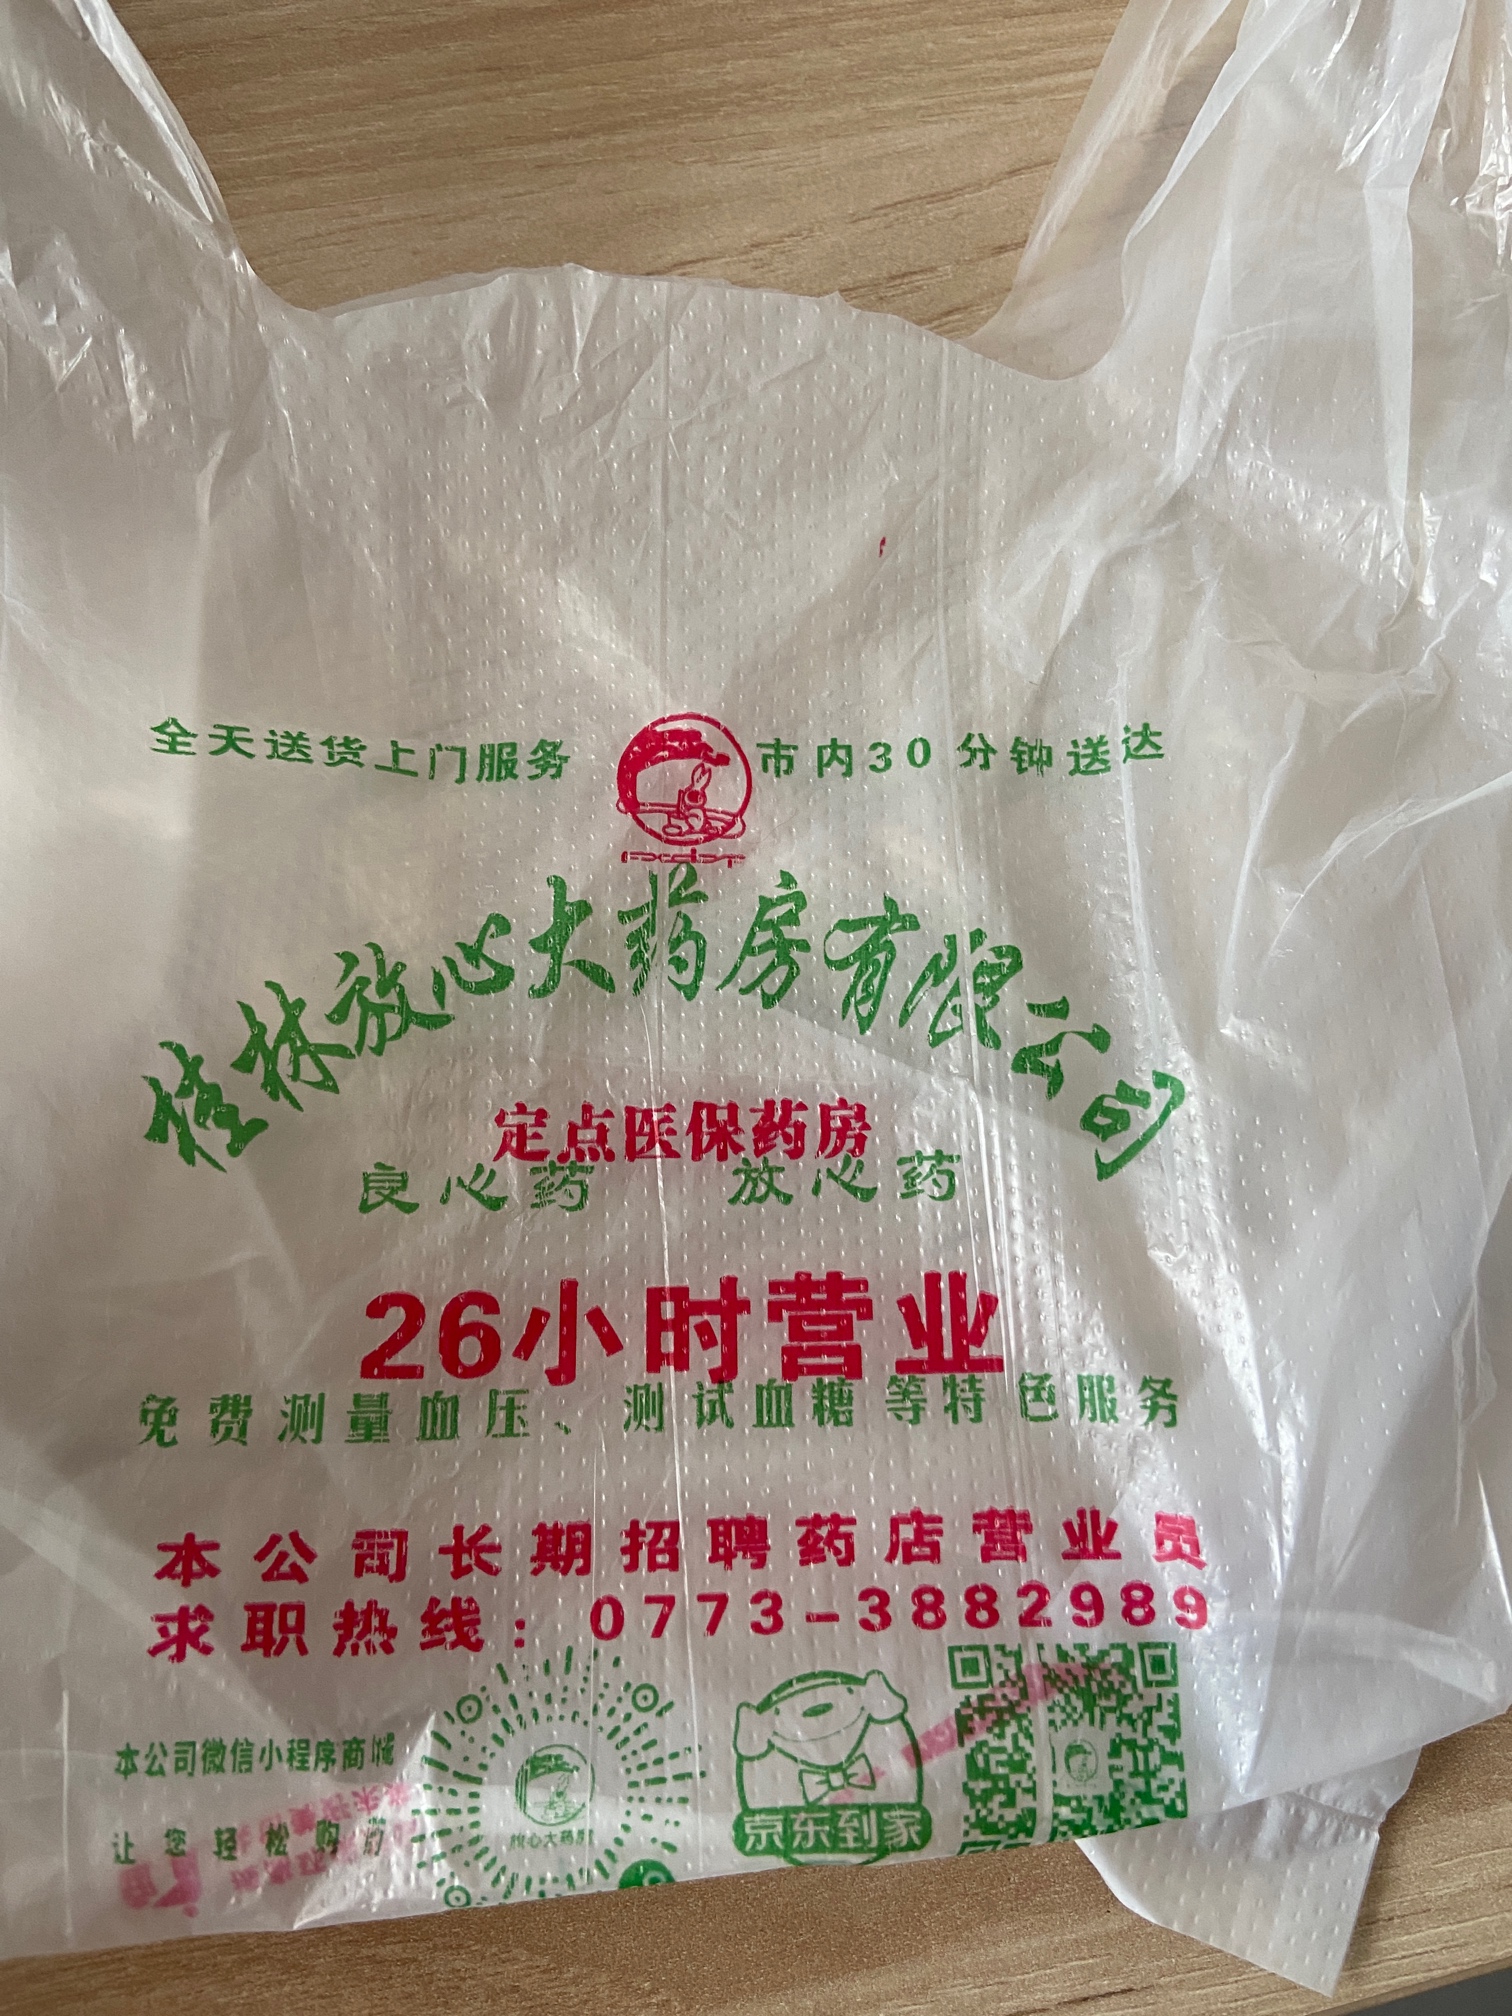 全天送货上门服务 市内30分钟送达
桂林放心大药房有限公司
定点医保药房
良心药 放心药
26小时营业
免费测量血压、测试血糖等特色服务
本公司长期招聘药店营业员
求职热线：0773-3882989
本公司微信小程序商城
让您轻松购药
放心大药房
京东到家